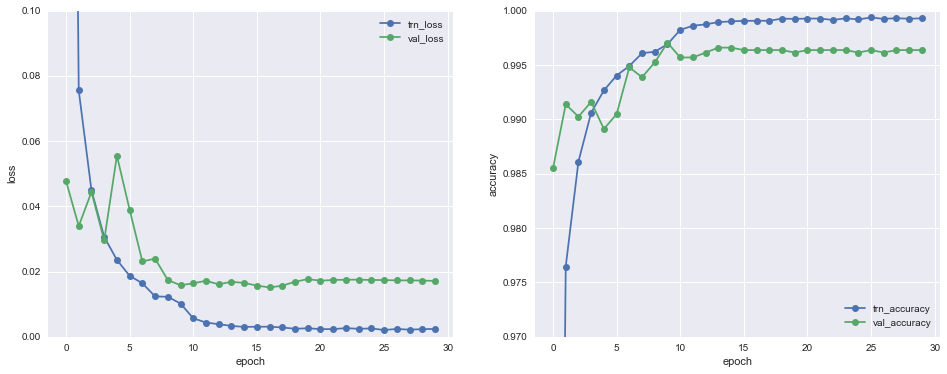 0.10
0.08
0.06
0.04
0.02
0.00
loss
0 5 10 15 20 25 30
epoch
trn_loss
val_loss
1.000
0.995
0.990
0.985
0.980
0.975
0.970
accuracy
0 5 10 15 20 25 30
epoch
trn_accuracy
val_accuracy